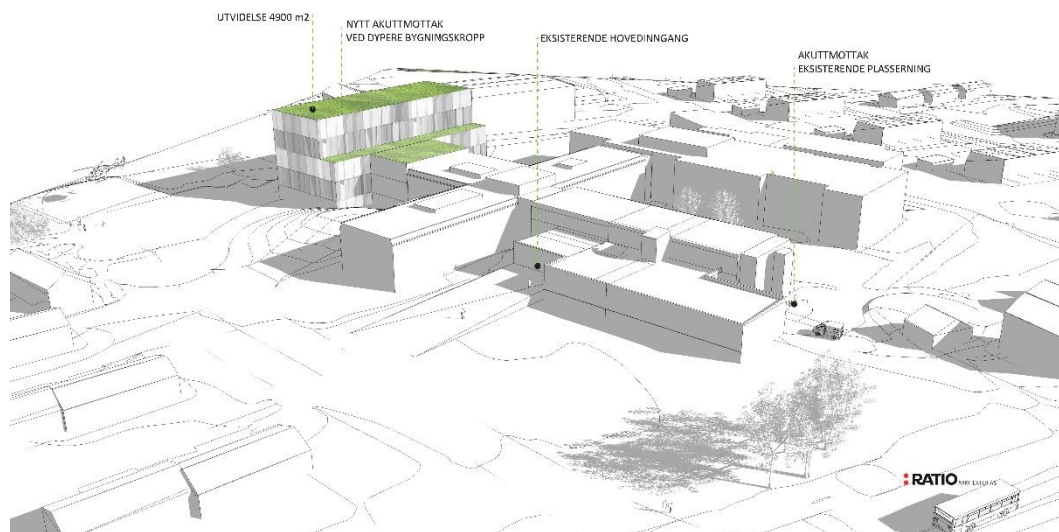 UTVIDELSE 4900 m2
NYTT AKUTTMOTTAK
VED DYPERE BYGNINGSKROPP
EKSISTERENDE HOVEDINNGANG
AKUTTMOTTAK
EKSISTERENDE PLASSERNING
RATIO